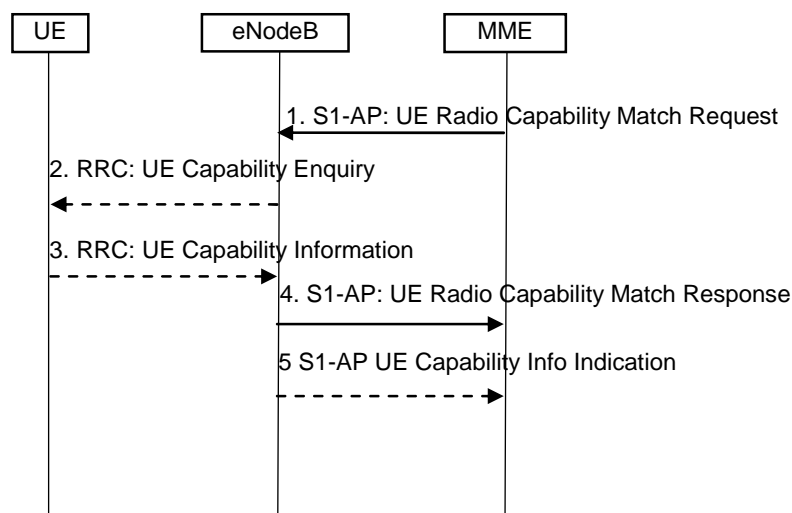 UE
eNodeB
MME
1. S1-AP: UE Radio Capability Match Request
2. RRC: UE Capability Enquiry
3. RRC: UE Capability Information
4. S1-AP: UE Radio Capability Match Response
5 S1-AP UE Capability Info Indication